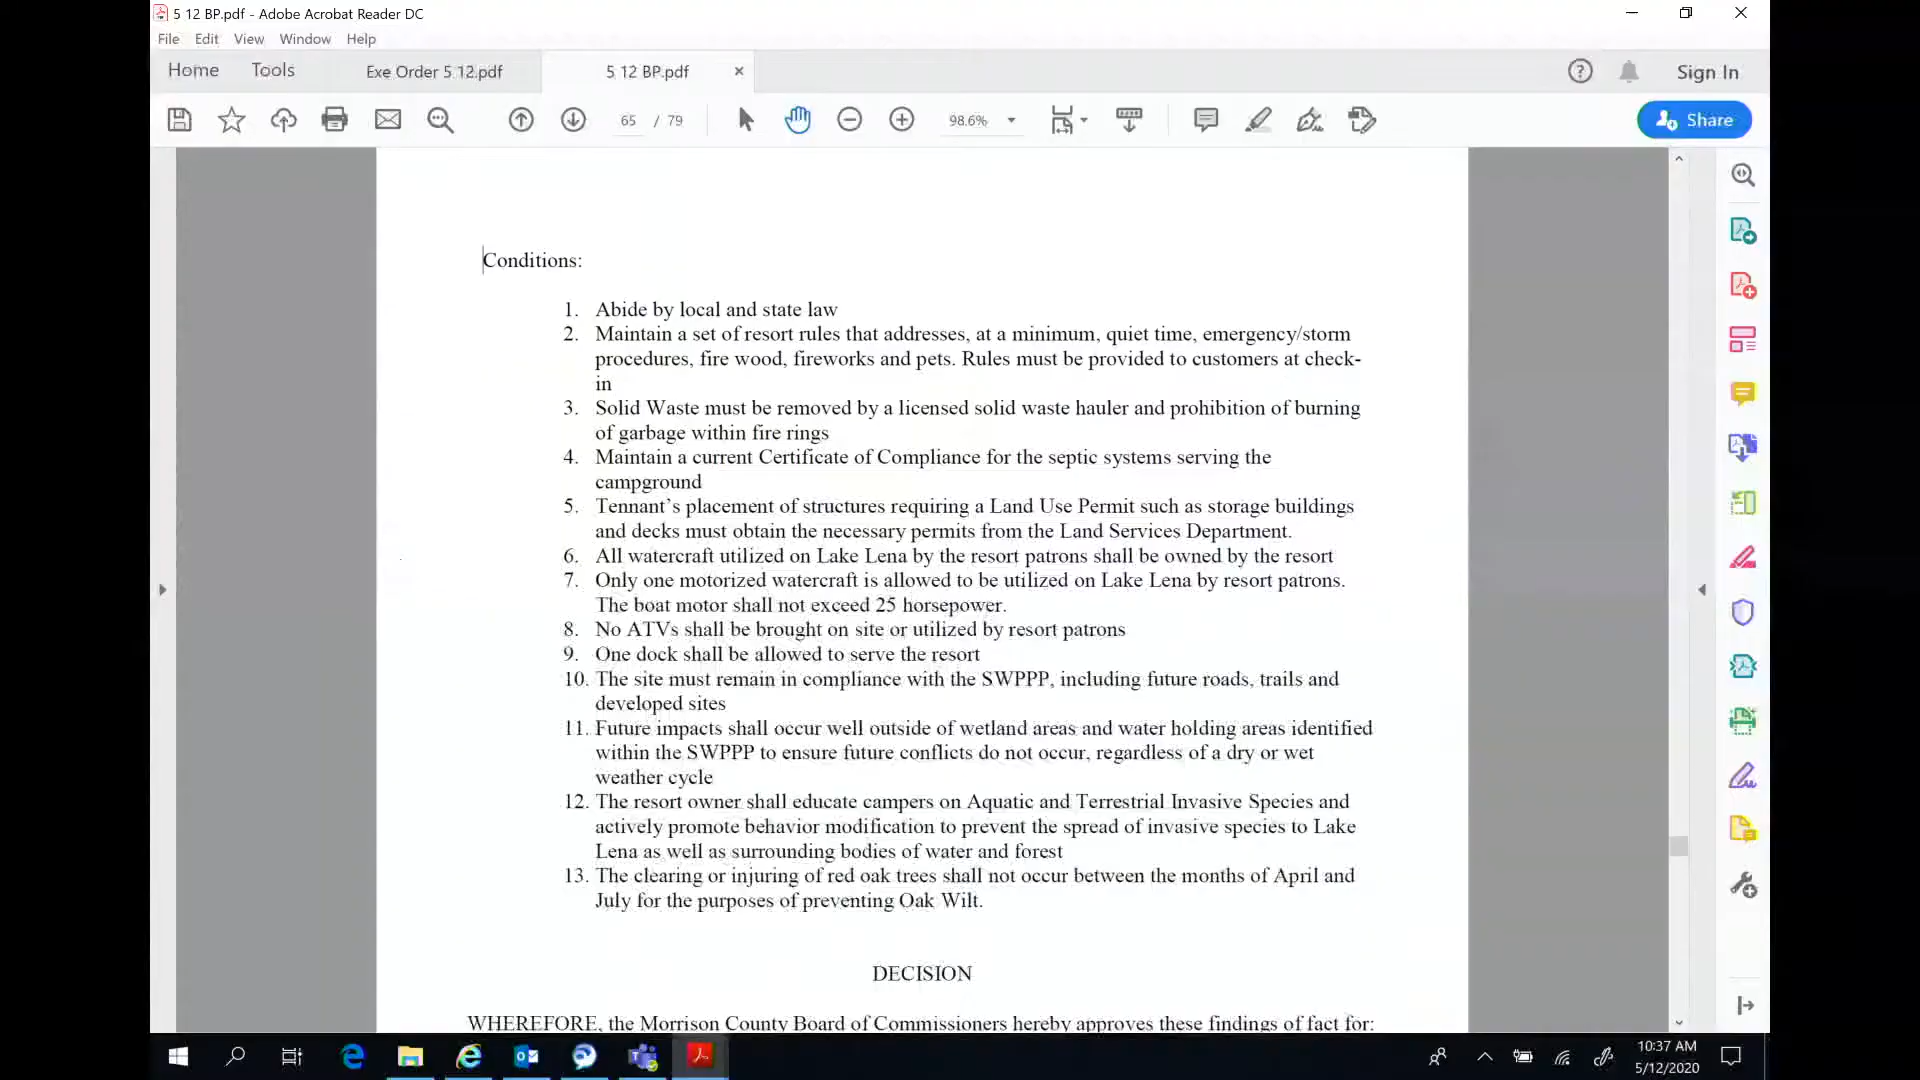 5 12 BP.pdf - Adobe Acrobat Reader DC
File Edit View Window Help
Home Tools Exe Order 5 12.pdf 5 12 BP.pdf Sign In
65 / 79 98.6% Share
Conditions:
1. Abide by local and state law
2. Maintain a set of resort rules that addresses, at a minimum, quiet time, emergency/storm
procedures, fire wood, fireworks and pets. Rules must be provided to customers at check-
in
3. Solid Waste must be removed by a licensed solid waste hauler and prohibition of burning
of garbage within fire rings
4. Maintain a current Certificate of Compliance for the septic systems serving the
campground
5. Tennant’s placement of structures requiring a Land Use Permit such as storage buildings
and decks must obtain the necessary permits from the Land Services Department.
6. All watercraft utilized on Lake Lena by the resort patrons shall be owned by the resort
7. Only one motorized watercraft is allowed to be utilized on Lake Lena by resort patrons.
The boat motor shall not exceed 25 horsepower.
8. No ATVs shall be brought on site or utilized by resort patrons
9. One dock shall be allowed to serve the resort
10. The site must remain in compliance with the SWPPP, including future roads, trails and
developed sites
11. Future impacts shall occur well outside of wetland areas and water holding areas identified
within the SWPPP to ensure future conflicts do not occur, regardless of a dry or wet
weather cycle
12. The resort owner shall educate campers on Aquatic and Terrestrial Invasive Species and
actively promote behavior modification to prevent the spread of invasive species to Lake
Lena as well as surrounding bodies of water and forest
13. The clearing or injuring of red oak trees shall not occur between the months of April and
July for the purposes of preventing Oak Wilt.
DECISION
WHEREFORE, the Morrison County Board of Commissioners hereby approves these findings of fact for:
10:37 AM
5/12/2020